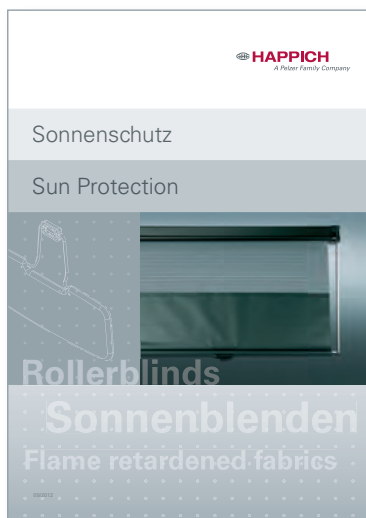 HAPPICH
A Pelzer Family Company
Sonnenschutz
Sun Protection
Rollerblinds
Sonnenblenden
Flame retardened fabrics